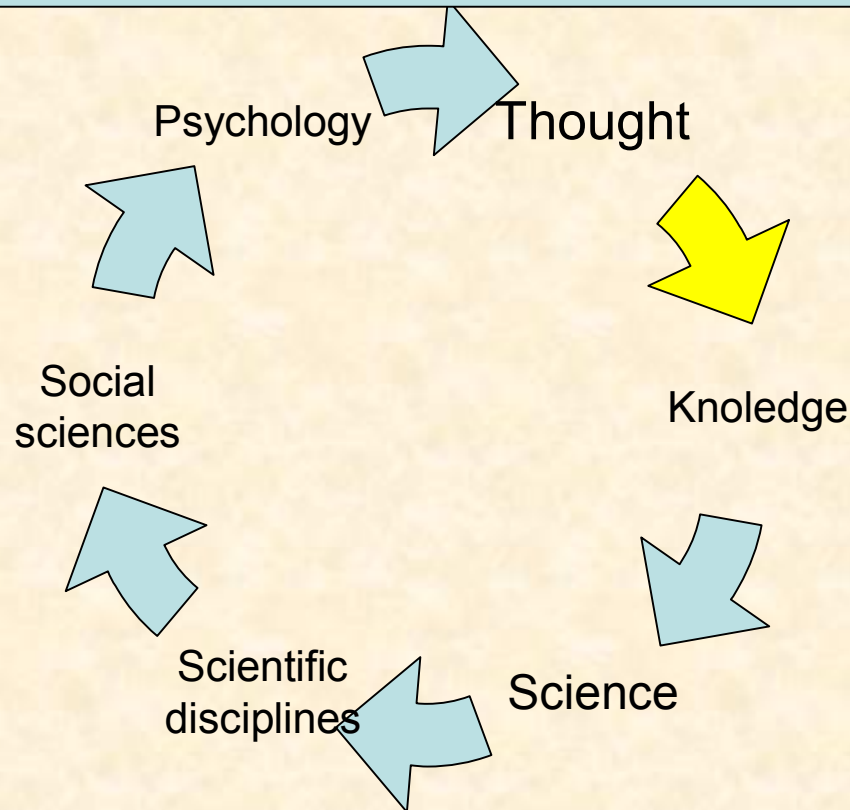 Psychology
Thought
Knoledge
Science
Scientific
disciplines
Social
sciences